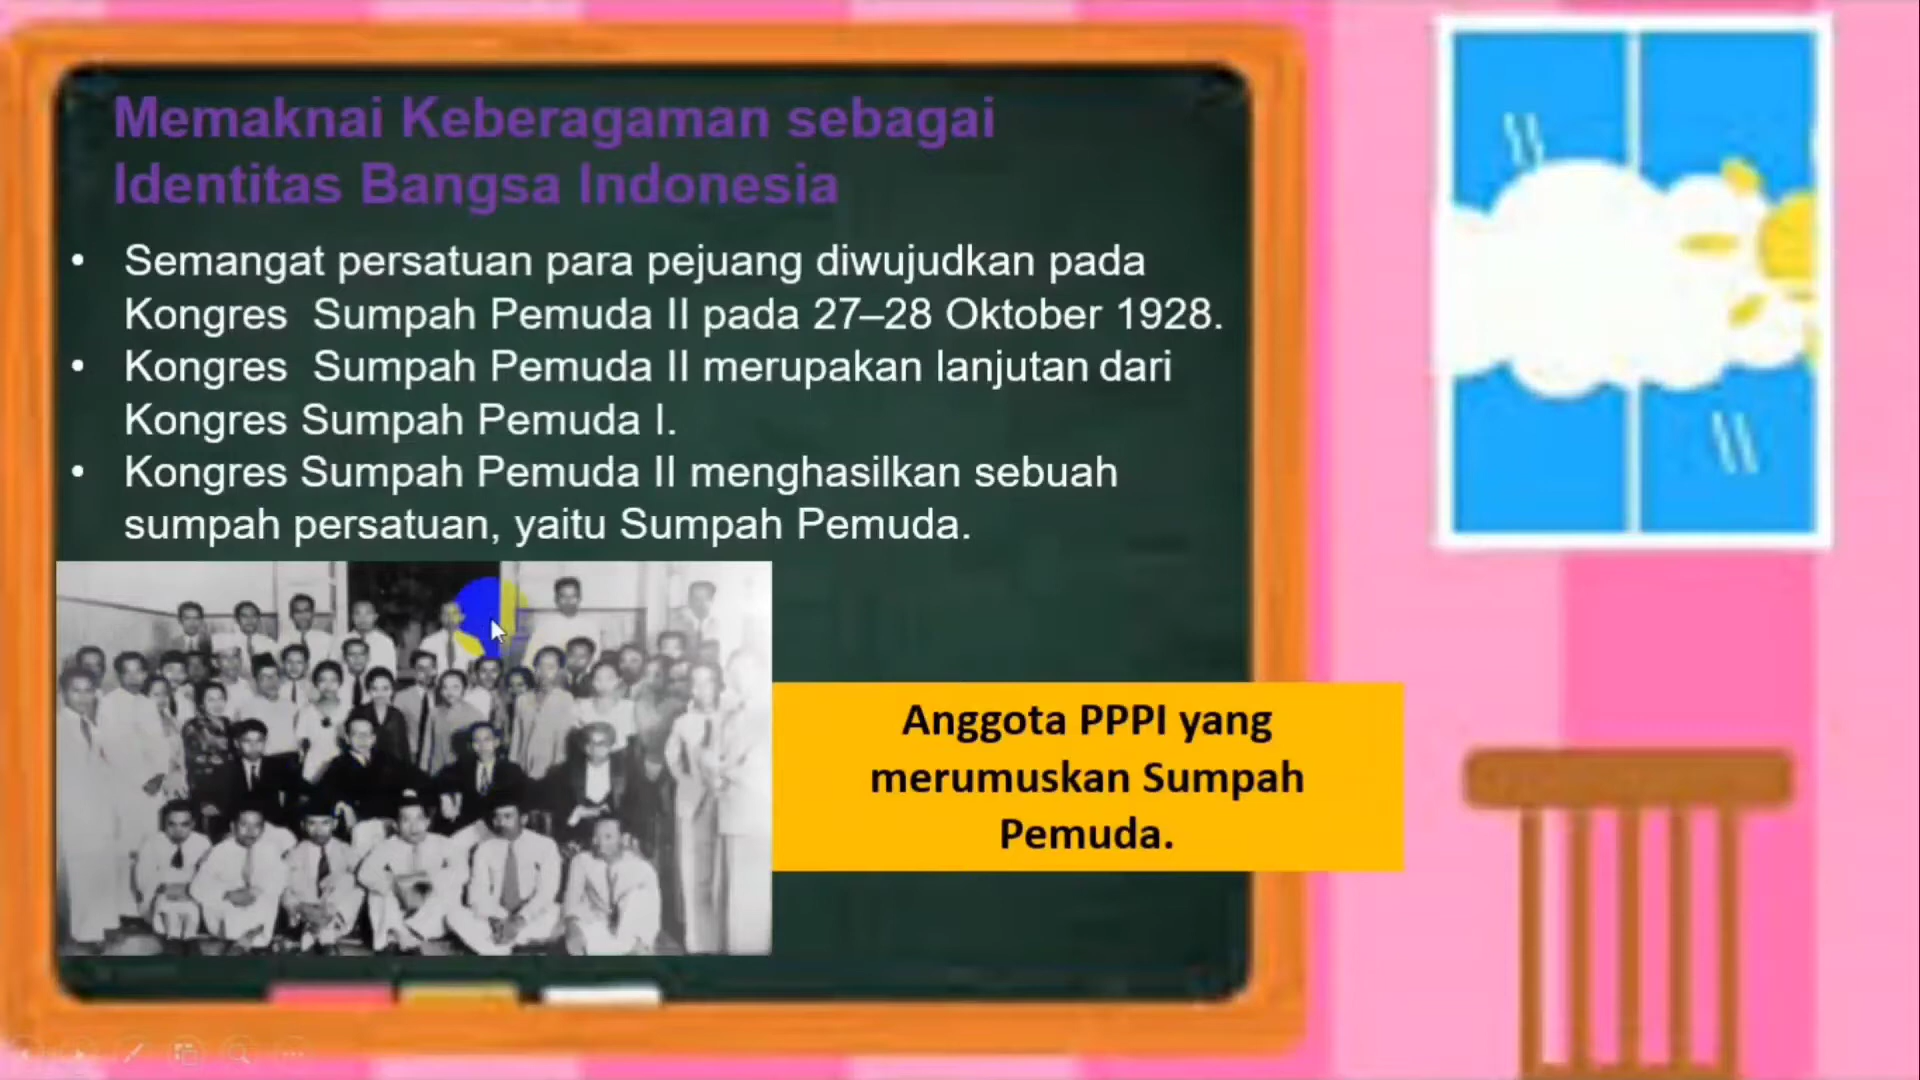 Memaknai Keberagaman sebagai
Identitas Bangsa Indonesia
• Semangat persatuan para pejuang diwujudkan pada
Kongres  Sumpah Pemuda II pada 27–28 Oktober 1928.
• Kongres  Sumpah Pemuda II merupakan lanjutan dari
Kongres Sumpah Pemuda I.
• Kongres Sumpah Pemuda II menghasilkan sebuah
sumpah persatuan, yaitu Sumpah Pemuda.
Anggota PPPI yang
merumuskan Sumpah
Pemuda.